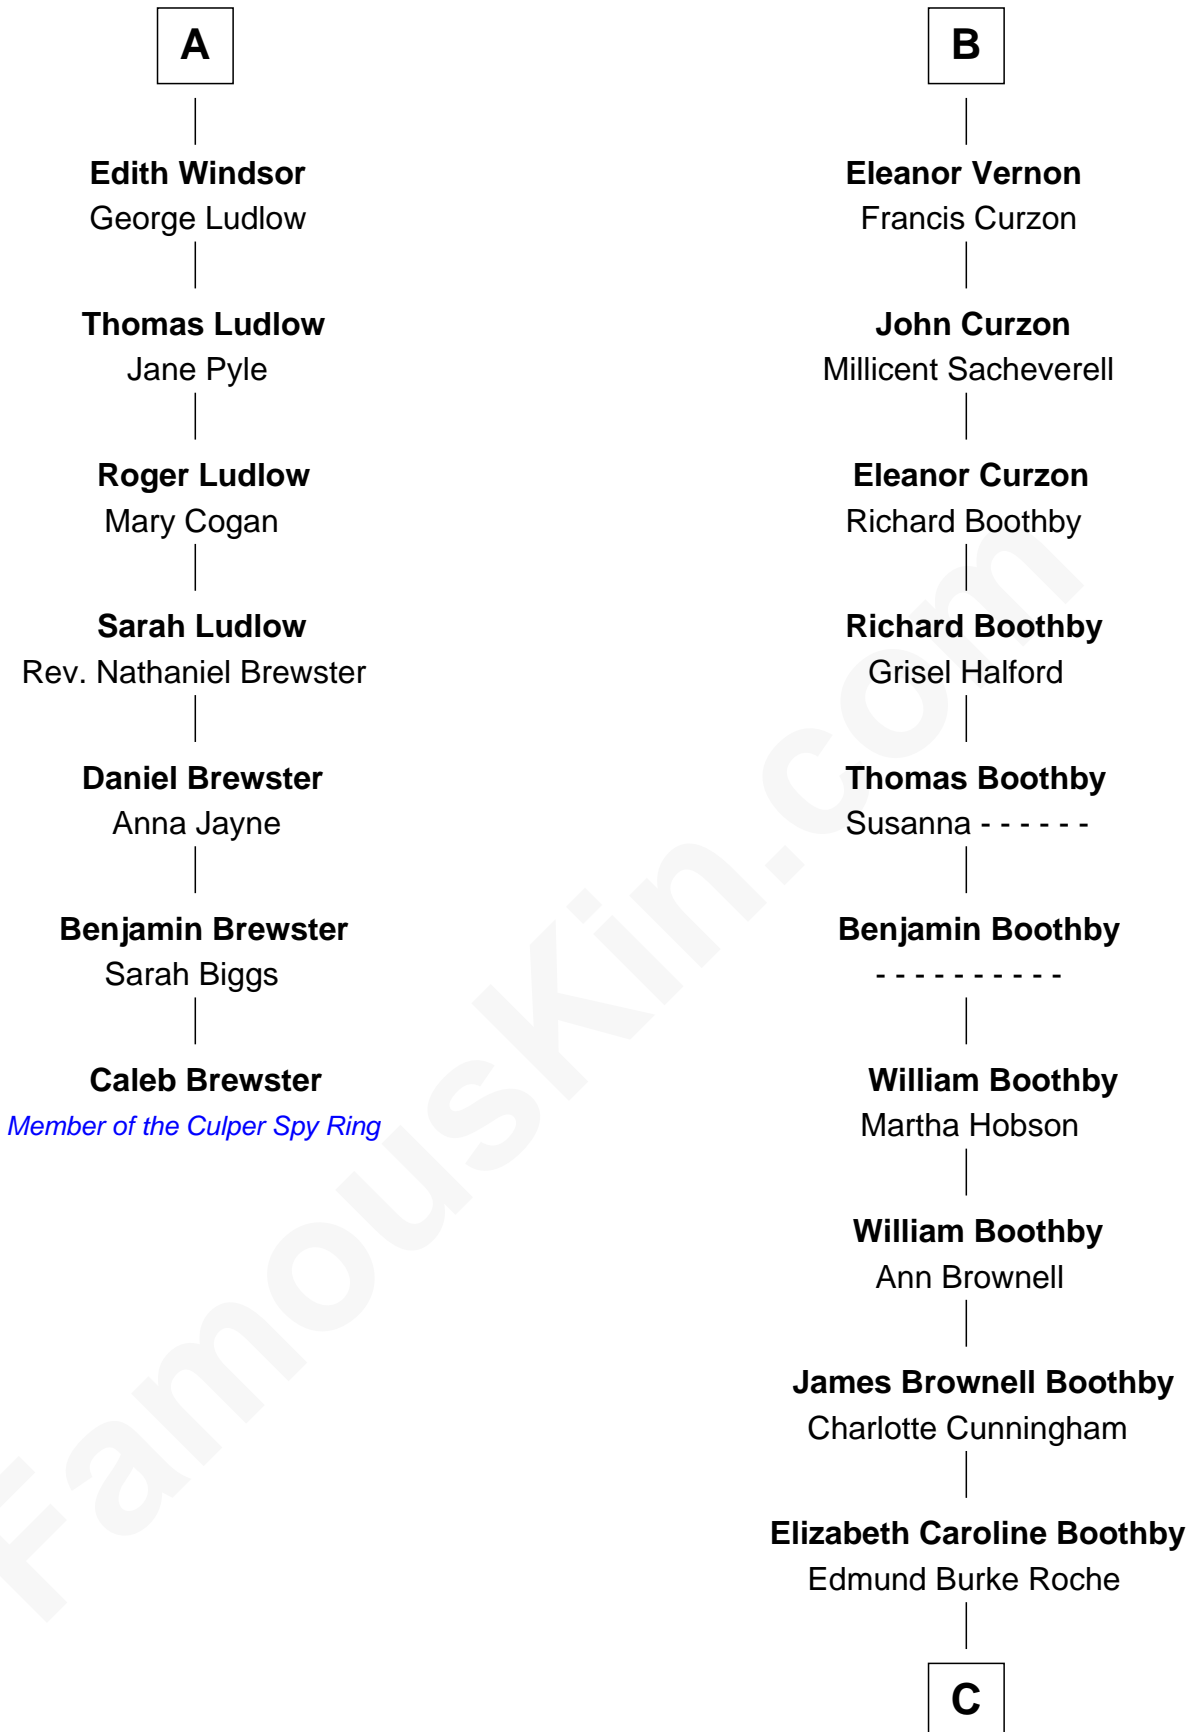 A
Edith Windsor
George Ludlow
Thomas Ludlow
Jane Pyle
Roger Ludlow
Mary Cogan
Sarah Ludlow
Rev. Nathaniel Brewster
Daniel Brewster
Anna Jayne
Benjamin Brewster
Sarah Biggs
Caleb Brewster
Member of the Culper Spy Ring
B
Eleanor Vernon
Francis Curzon
John Curzon
Millicent Sacheverell
Eleanor Curzon
Richard Boothby
Richard Boothby
Grisel Halford
Thomas Boothby
Susanna - - - - - -
Benjamin Boothby
- - - - - - - - - -
William Boothby
Martha Hobson
William Boothby
Ann Brownell
James Brownell Boothby
Charlotte Cunningham
Elizabeth Caroline Boothby
Edmund Burke Roche
C
FamousKin.com